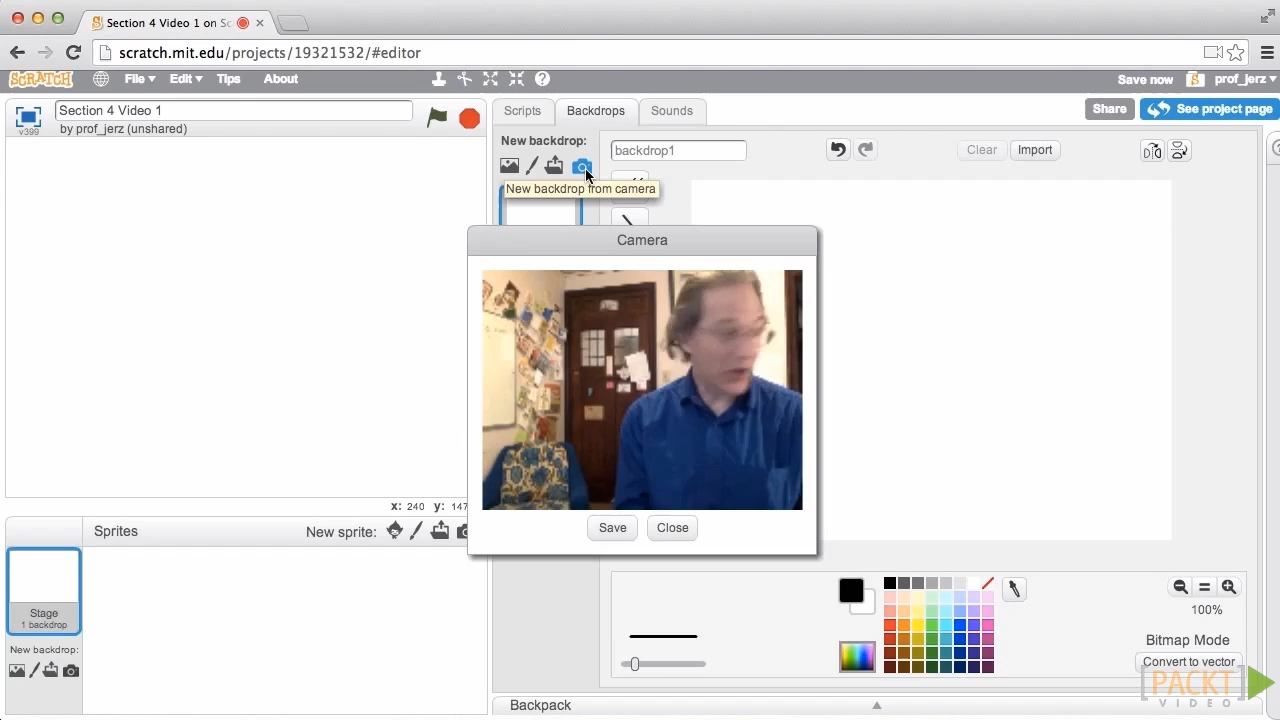 Section 4 Video 1 on Sc
scratch.mit.edu/projects/19321532/#editor
SCRATCH File Edit Tips About Save now prof_jerz
Section 4 Video 1
by prof_jerz (unshared)
v399
Scripts Backdrops Sounds Share See project page
New backdrop:
backdrop1
Clear Import
New backdrop from camera
Camera
Save Close
x: 240 y: 147
Sprites New sprite:
Stage
1 backdrop
New backdrop:
100%
Bitmap Mode
Convert to vector
Backpack
[PACKT]
VIDEO